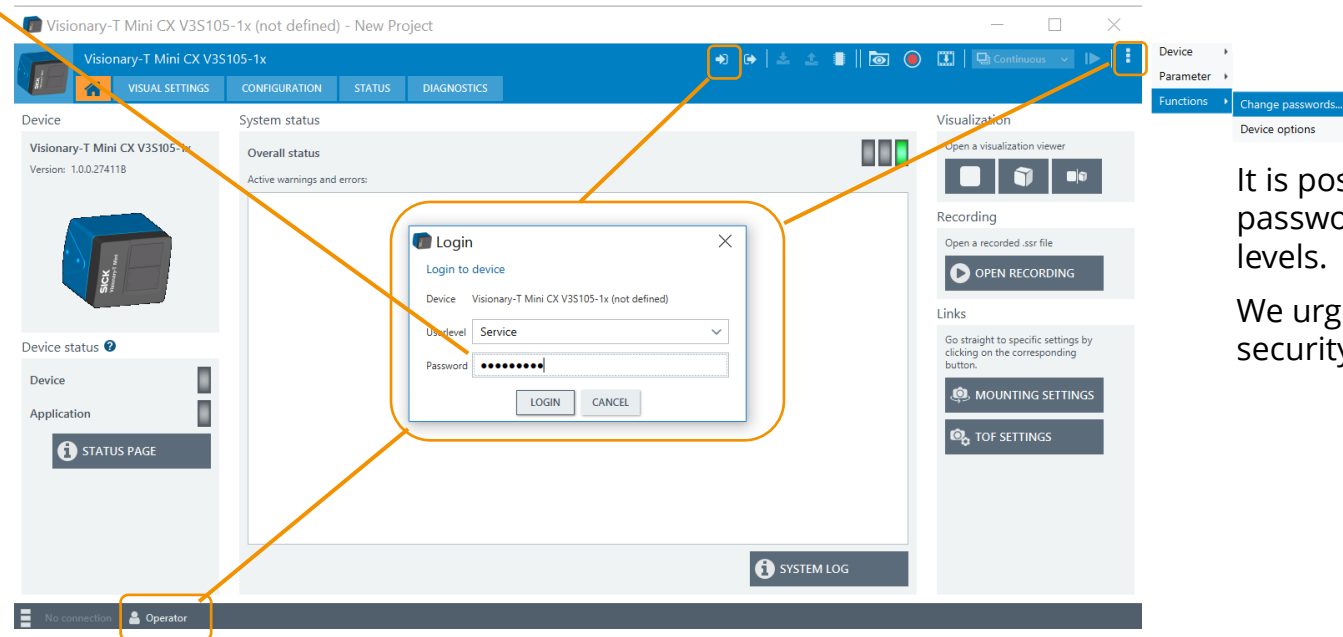 Visionary-T Mini CX V3S105-1x (not defined) - New Project
Visionary-T Mini CX V3S105-1x
Continuous
VISUAL SETTINGS
CONFIGURATION
STATUS
DIAGNOSTICS
Device
Parameter
Functions
Change passwords...
Device options
Device
Visionary-T Mini CX V3S105-1x
Version: 1.0.0.27411B
SICK
Visionary-T Mini
SICK
Device status
Device
Application
STATUS PAGE
System status
Overall status
Active warnings and errors:
Login
Login to device
Device Visionary-T Mini CX V3S105-1x (not defined)
Userlevel Service
Password
LOGIN CANCEL
SYSTEM LOG
Visualization
Open a visualization viewer
Recording
Open a recorded .ssr file
OPEN RECORDING
Links
Go straight to specific settings by
clicking on the corresponding
button.
MOUNTING SETTINGS
TOF SETTINGS
It is pos
passwo
levels.
We urg
security
No connection
Operator